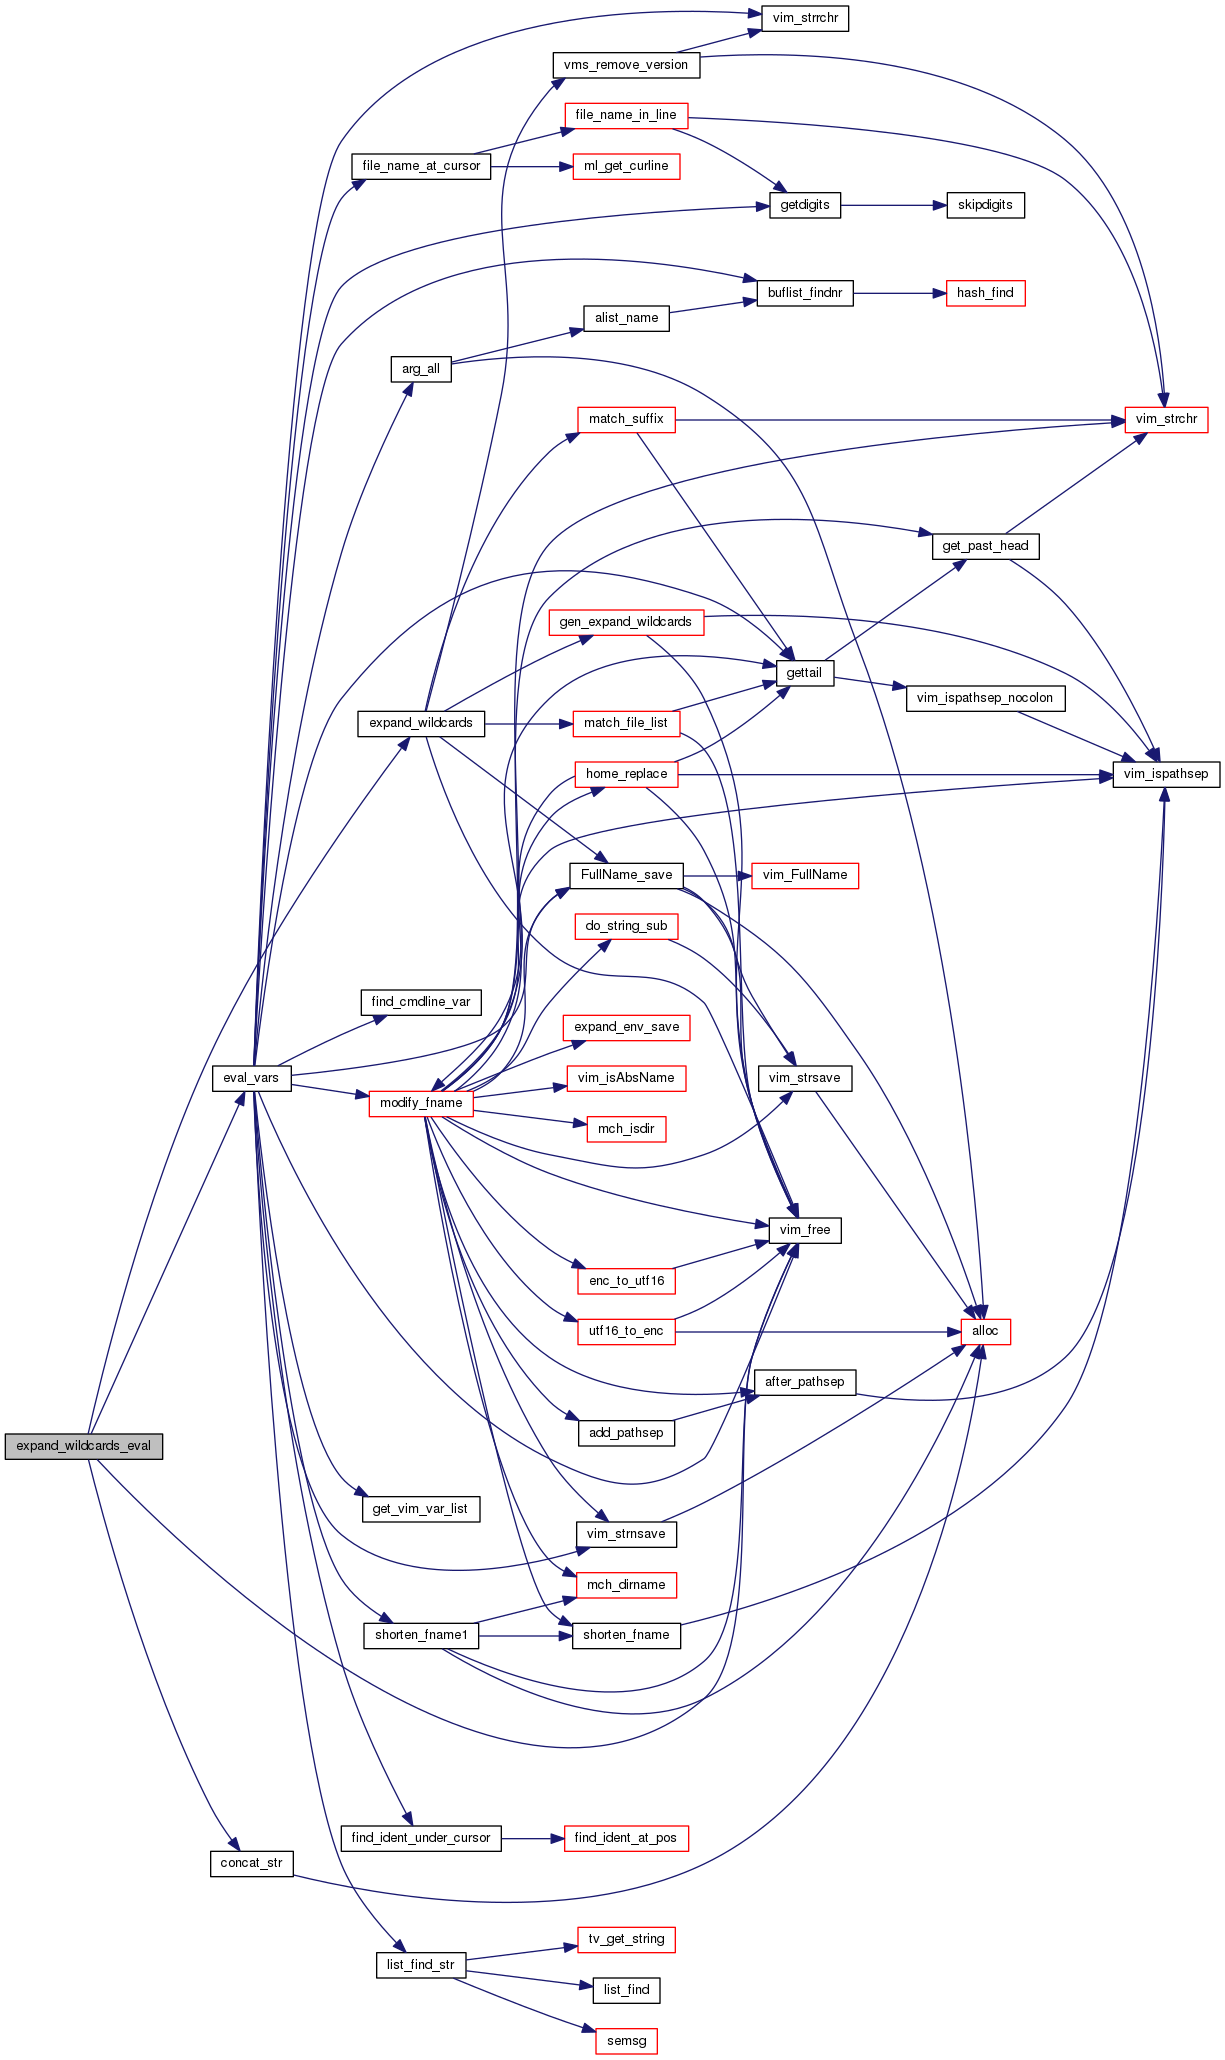 vim_strrchr
vms_remove_version
file_name_in_line
file_name_at_cursor
ml_get_curline
getdigits
skipdigits
buflist_findnr
hash_find
alist_name
arg_all
match_suffix
vim_strchr
get_past_head
gen_expand_wildcards
gettail
vim_ispathsep_nocolon
expand_wildcards
match_file_list
home_replace
vim_ispathsep
FullName_save
vim_FullName
do_string_sub
find_cmdline_var
expand_env_save
eval_vars
vim_isAbsName
vim_strsave
modify_fname
mch_isdir
vim_free
enc_to_utf16
utf16_to_enc
alloc
after_pathsep
add_pathsep
expand_wildcards_eval
get_vim_var_list
vim_strnsave
mch_dirname
shorten_fname1
shorten_fname
find_ident_under_cursor
find_ident_at_pos
concat_str
tv_get_string
list_find_str
list_find
semsg